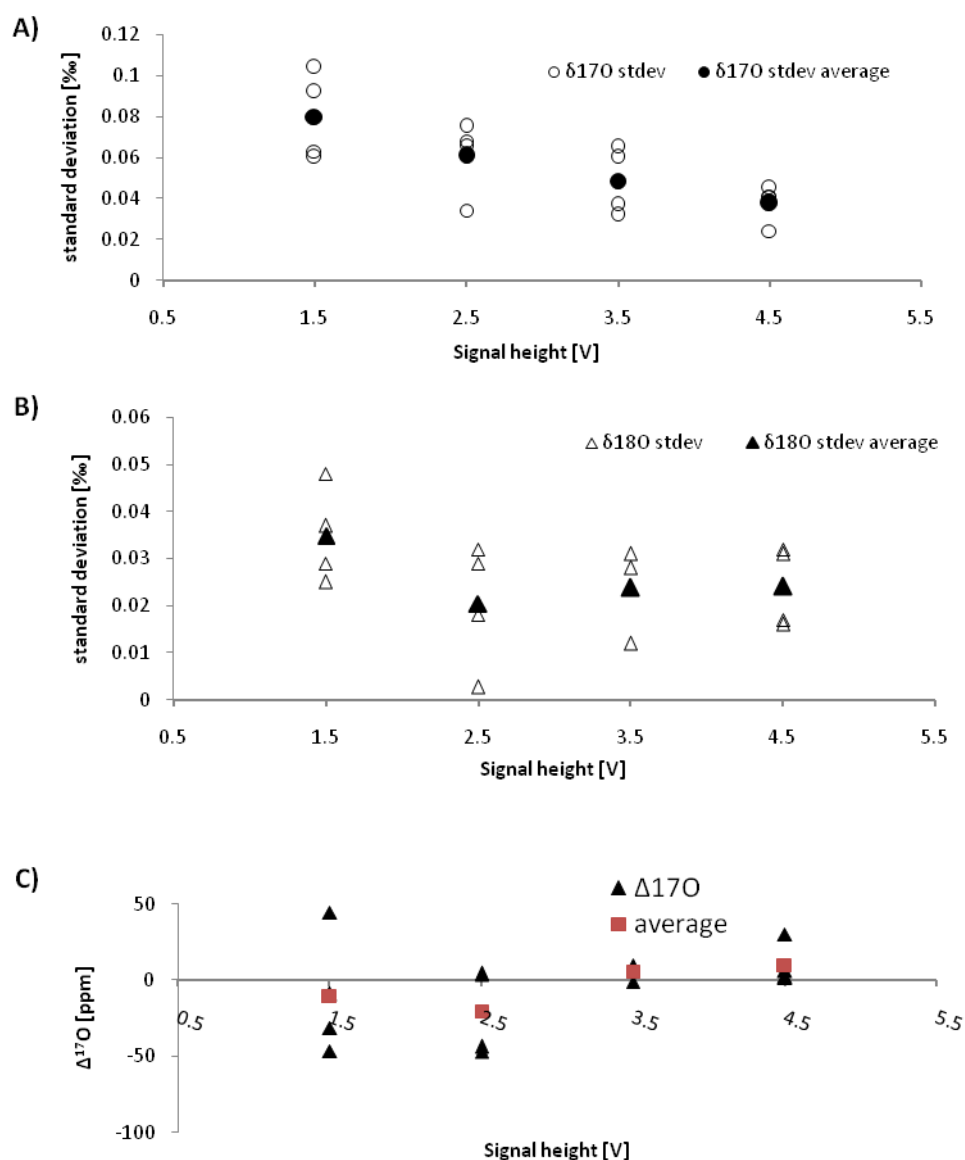 A)
standard deviation [‰]
0.12
0.1
0.08
0.06
0.04
0.02
0
δ17O stdev
δ17O stdev average
0.5
1.5
2.5
3.5
4.5
5.5
Signal height [V]
B)
standard deviation [‰]
0.06
0.05
0.04
0.03
0.02
0.01
0
δ18O stdev
δ18O stdev average
0.5
1.5
2.5
3.5
4.5
5.5
Signal height [V]
C)
Δ17O
average
Δ¹⁷O [ppm]
50
0
-50
-100
0.5
1.5
2.5
3.5
4.5
5.5
Signal height [V]